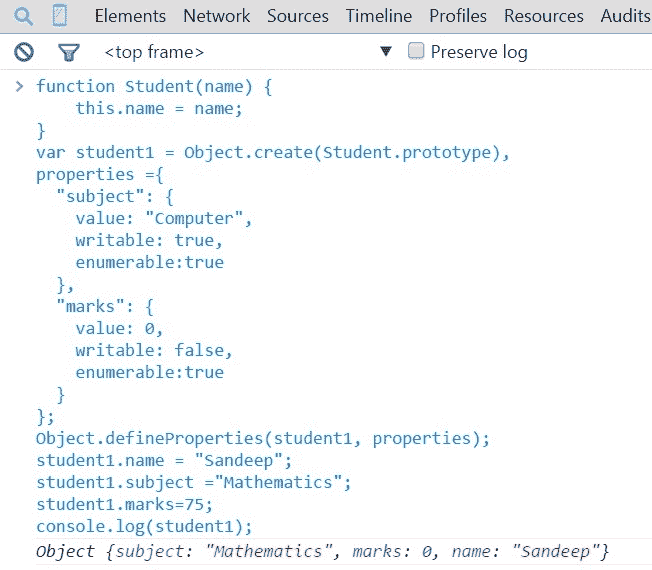 Elements Network Sources Timeline Profiles Resources Audits
<top frame> ▼ Preserve log
> function Student(name) {
    this.name = name;
}
var student1 = Object.create(Student.prototype),
properties ={
  "subject": {
    value: "Computer",
    writable: true,
    enumerable:true
  },
  "marks": {
    value: 0,
    writable: false,
    enumerable:true
  }
};
Object.defineProperties(student1, properties);
student1.name = "Sandeep";
student1.subject ="Mathematics";
student1.marks=75;
console.log(student1);
Object {subject: "Mathematics", marks: 0, name: "Sandeep"}